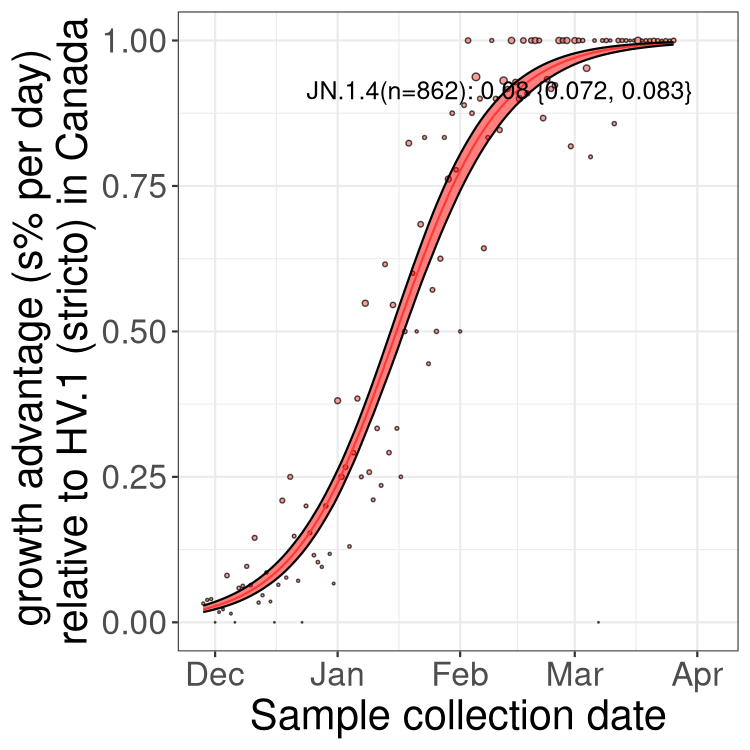 growth advantage (s% per day)
relative to HV.1 (stricto) in Canada
1.00
0.75
0.50
0.25
0.00
JN.1.4(n=862): 0.08 {0.072, 0.083}
Dec Jan Feb Mar Apr
Sample collection date